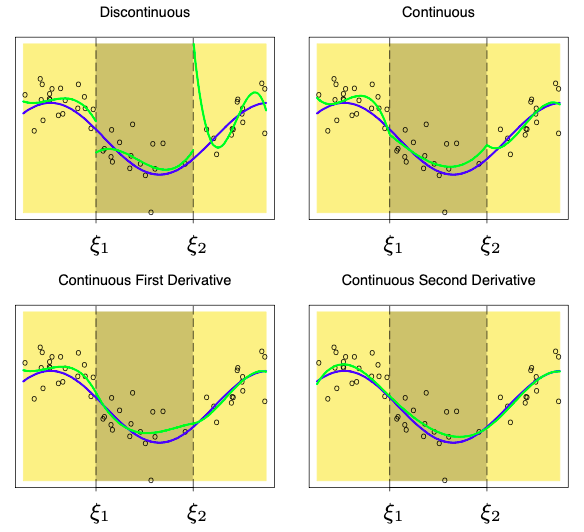 Discontinuous
Continuous
ξ1 ξ2
ξ1 ξ2
Continuous First Derivative
Continuous Second Derivative
ξ1 ξ2
ξ1 ξ2